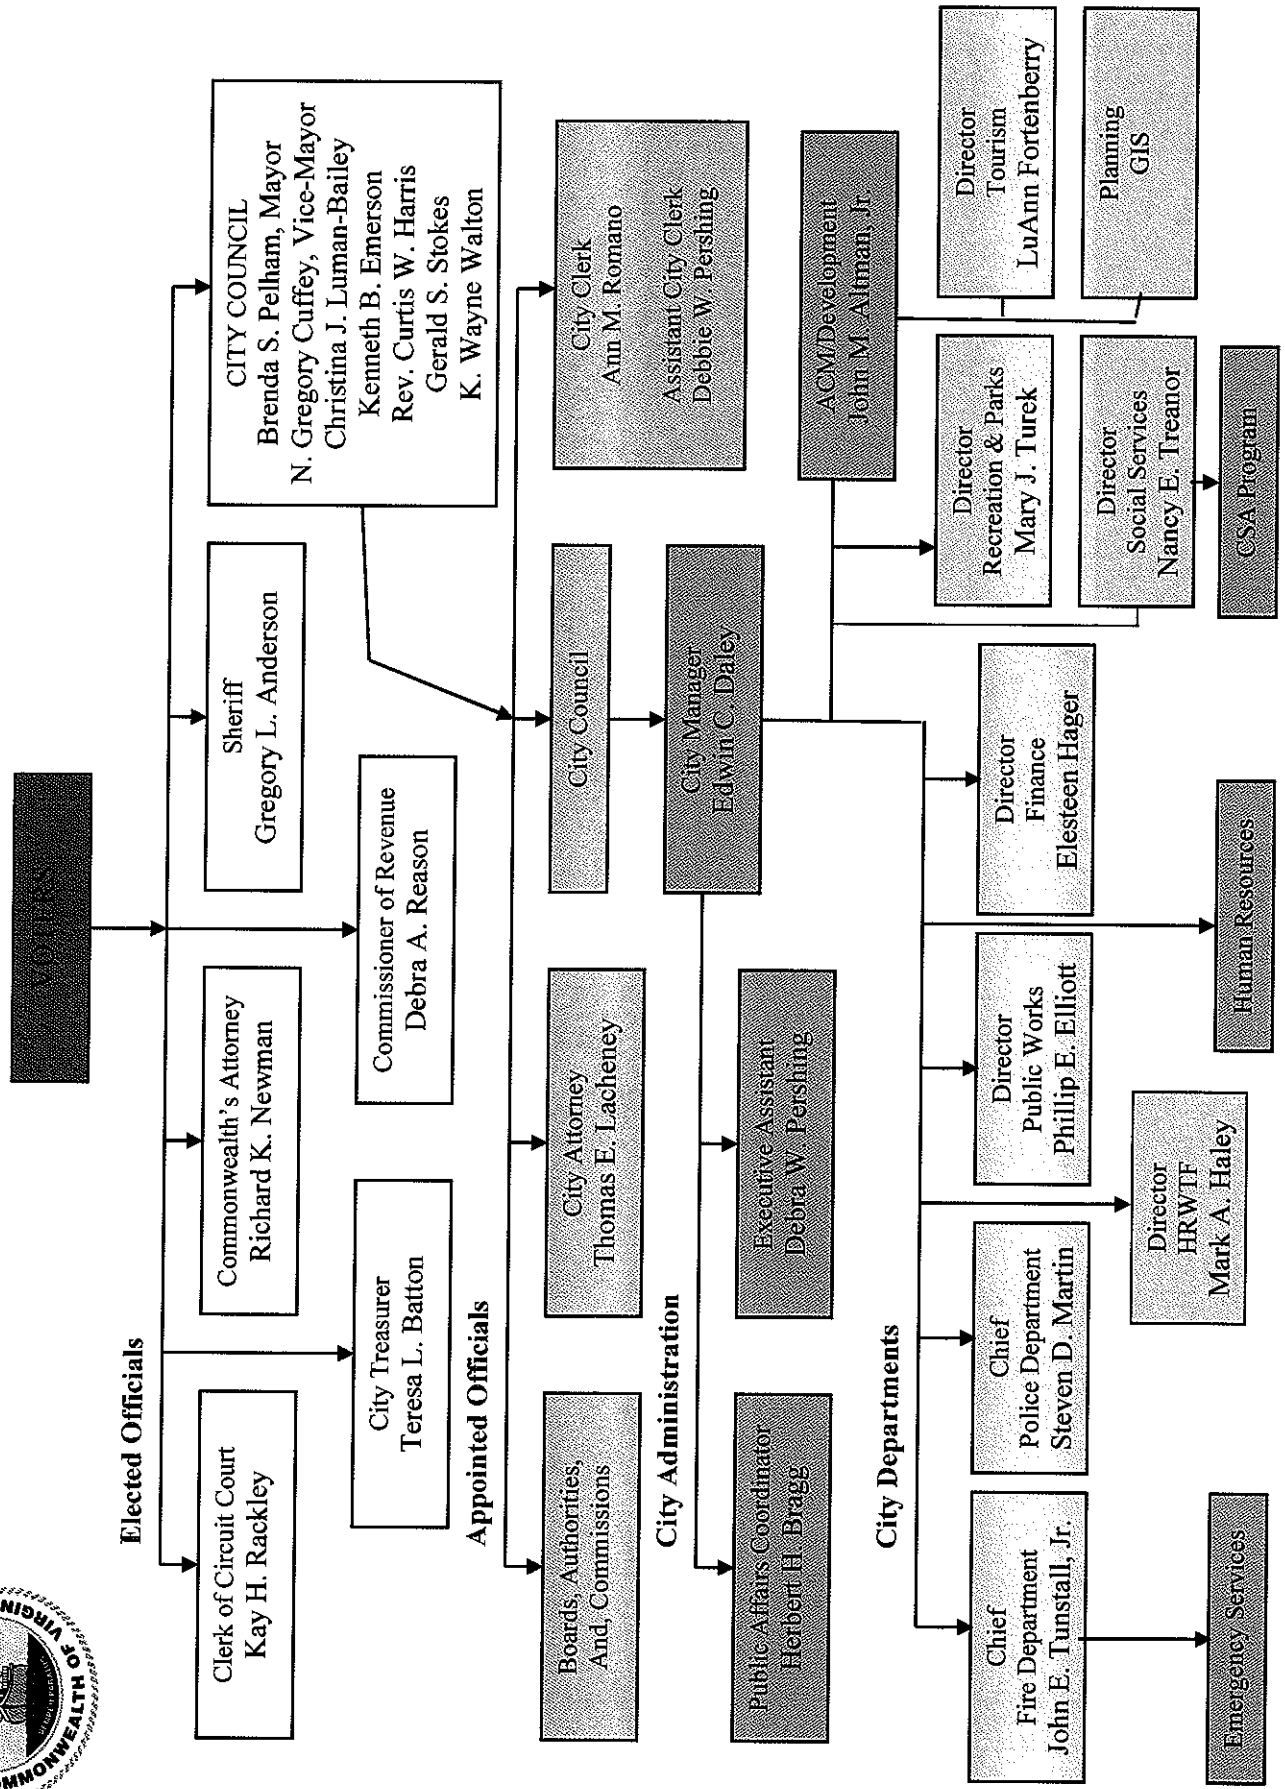 COMMONWEALTH OF VIRGIN
VOTERS
Elected Officials
Clerk of Circuit Court
Kay H. Rackley
Commonwealth's Attorney
Richard K. Newman
Sheriff
Gregory L. Anderson
CITY COUNCIL
Brenda S. Pelham, Mayor
N. Gregory Cuffey, Vice-Mayor
Christina J. Luman-Bailey
Kenneth B. Emerson
Rev. Curtis W. Harris
Gerald S. Stokes
K. Wayne Walton
City Treasurer
Teresa L. Batton
Commissioner of Revenue
Debra A. Reason
Appointed Officials
Boards, Authorities,
And, Commissions
City Attorney
Thomas E. Lacheney
City Council
City Clerk
Ann M. Romano
Assistant City Clerk
Debbie W. Pershing
City Administration
Public Affairs Coordinator
Herbert H. Bragg
Executive Assistant
Debra W. Pershing
City Manager
Edwin C. Daley
ACM/Development
John M. Altman, Jr.
City Departments
Chief
Fire Department
John E. Tunstall, Jr.
Chief
Police Department
Steven D. Martin
Director
Public Works
Phillip E. Elliott
Director
Finance
Elesteen Hager
Director
Recreation & Parks
Mary J. Turek
Director
Tourism
LuAnn Fortenberry
Director
HRWTF
Mark A. Haley
Director
Social Services
Nancy E. Treanor
Planning
GIS
Emergency Services
Human Resources
CSA Program